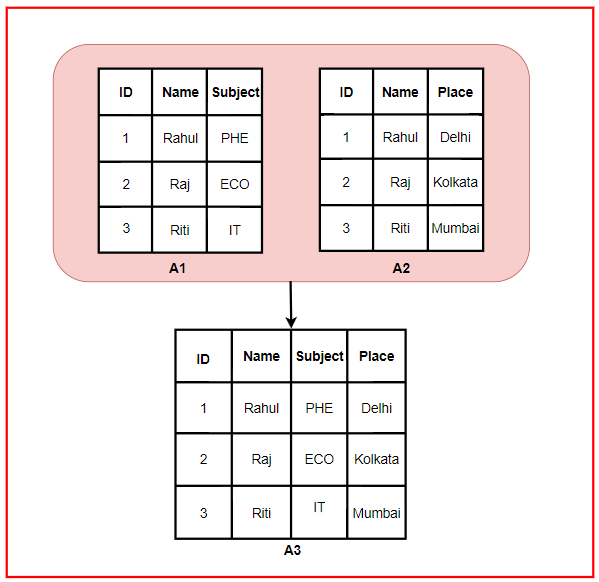 ID Name Subject
1 Rahul PHE
2 Raj ECO
3 Riti IT
A1
ID Name Place
1 Rahul Delhi
2 Raj Kolkata
3 Riti Mumbai
A2
ID Name Subject Place
1 Rahul PHE Delhi
2 Raj ECO Kolkata
3 Riti IT Mumbai
A3